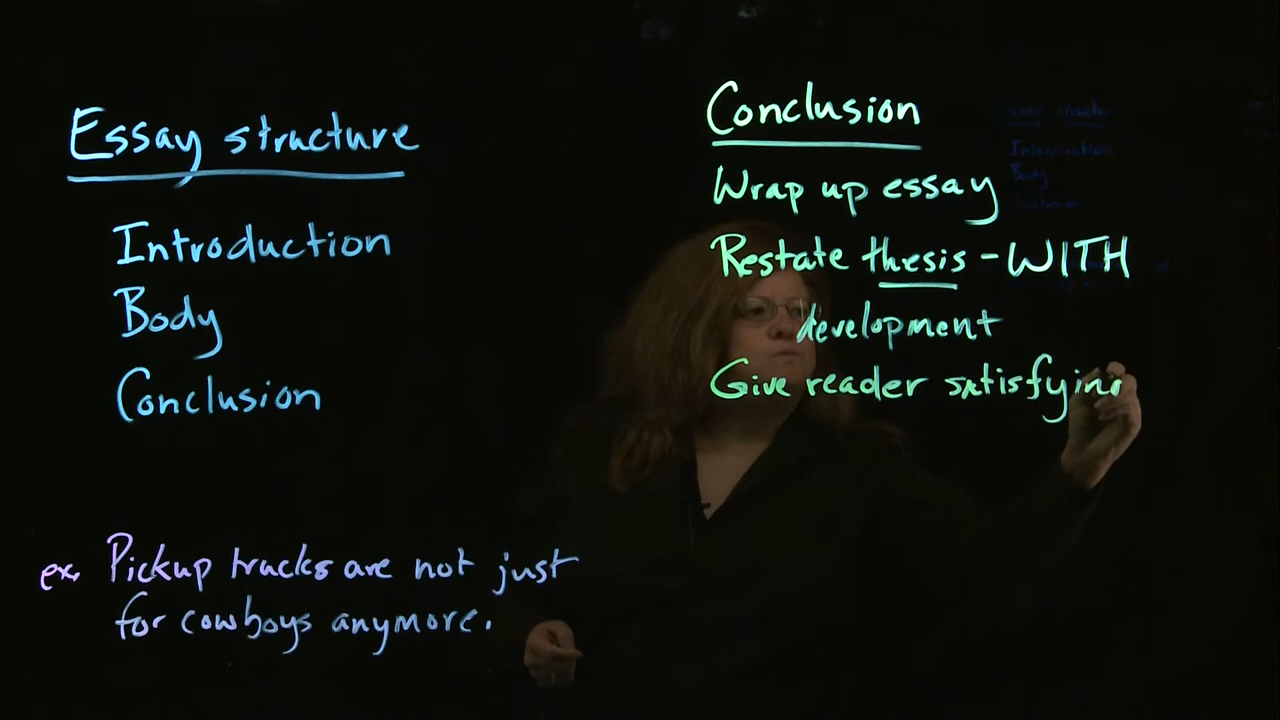 Essay structure
Introduction
Body
Conclusion
ex. Pickup trucks are not just
for cowboys anymore.
Conclusion
Wrap up essay
Restate thesis - WITH
development
Give reader satisfying